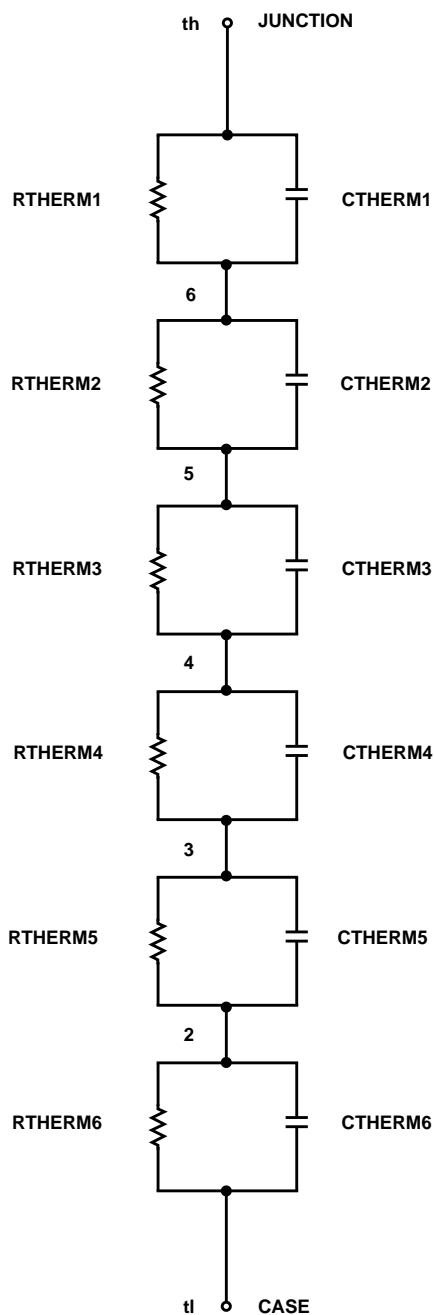 th JUNCTION
RTHERM1 CTHERM1
6
RTHERM2 CTHERM2
5
RTHERM3 CTHERM3
4
RTHERM4 CTHERM4
3
RTHERM5 CTHERM5
2
RTHERM6 CTHERM6
tl CASE